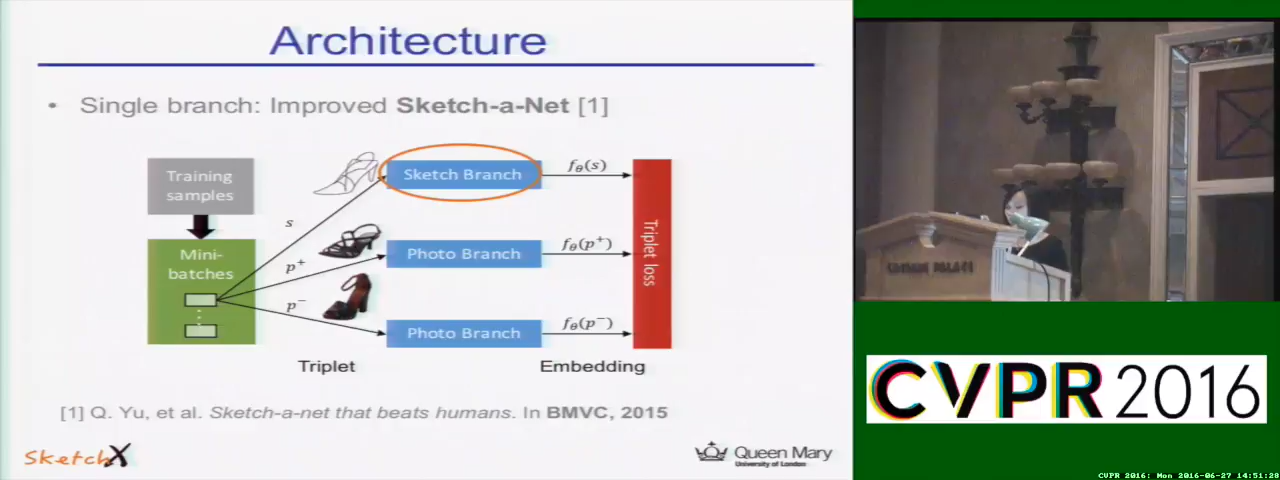 Architecture
• Single branch: Improved Sketch-a-Net [1]
Training
samples
Mini-
batches
s
p⁺
p⁻
Sketch Branch
Photo Branch
Photo Branch
fθ(s)
fθ(p⁺)
fθ(p⁻)
Triplet loss
Triplet
Embedding
[1] Q. Yu, et al. Sketch-a-net that beats humans. In BMVC, 2015
SketchX
Queen Mary
University of London
PALACE
CVPR 2016
CVPR 2016: Mon 2016-06-27 14:51:28